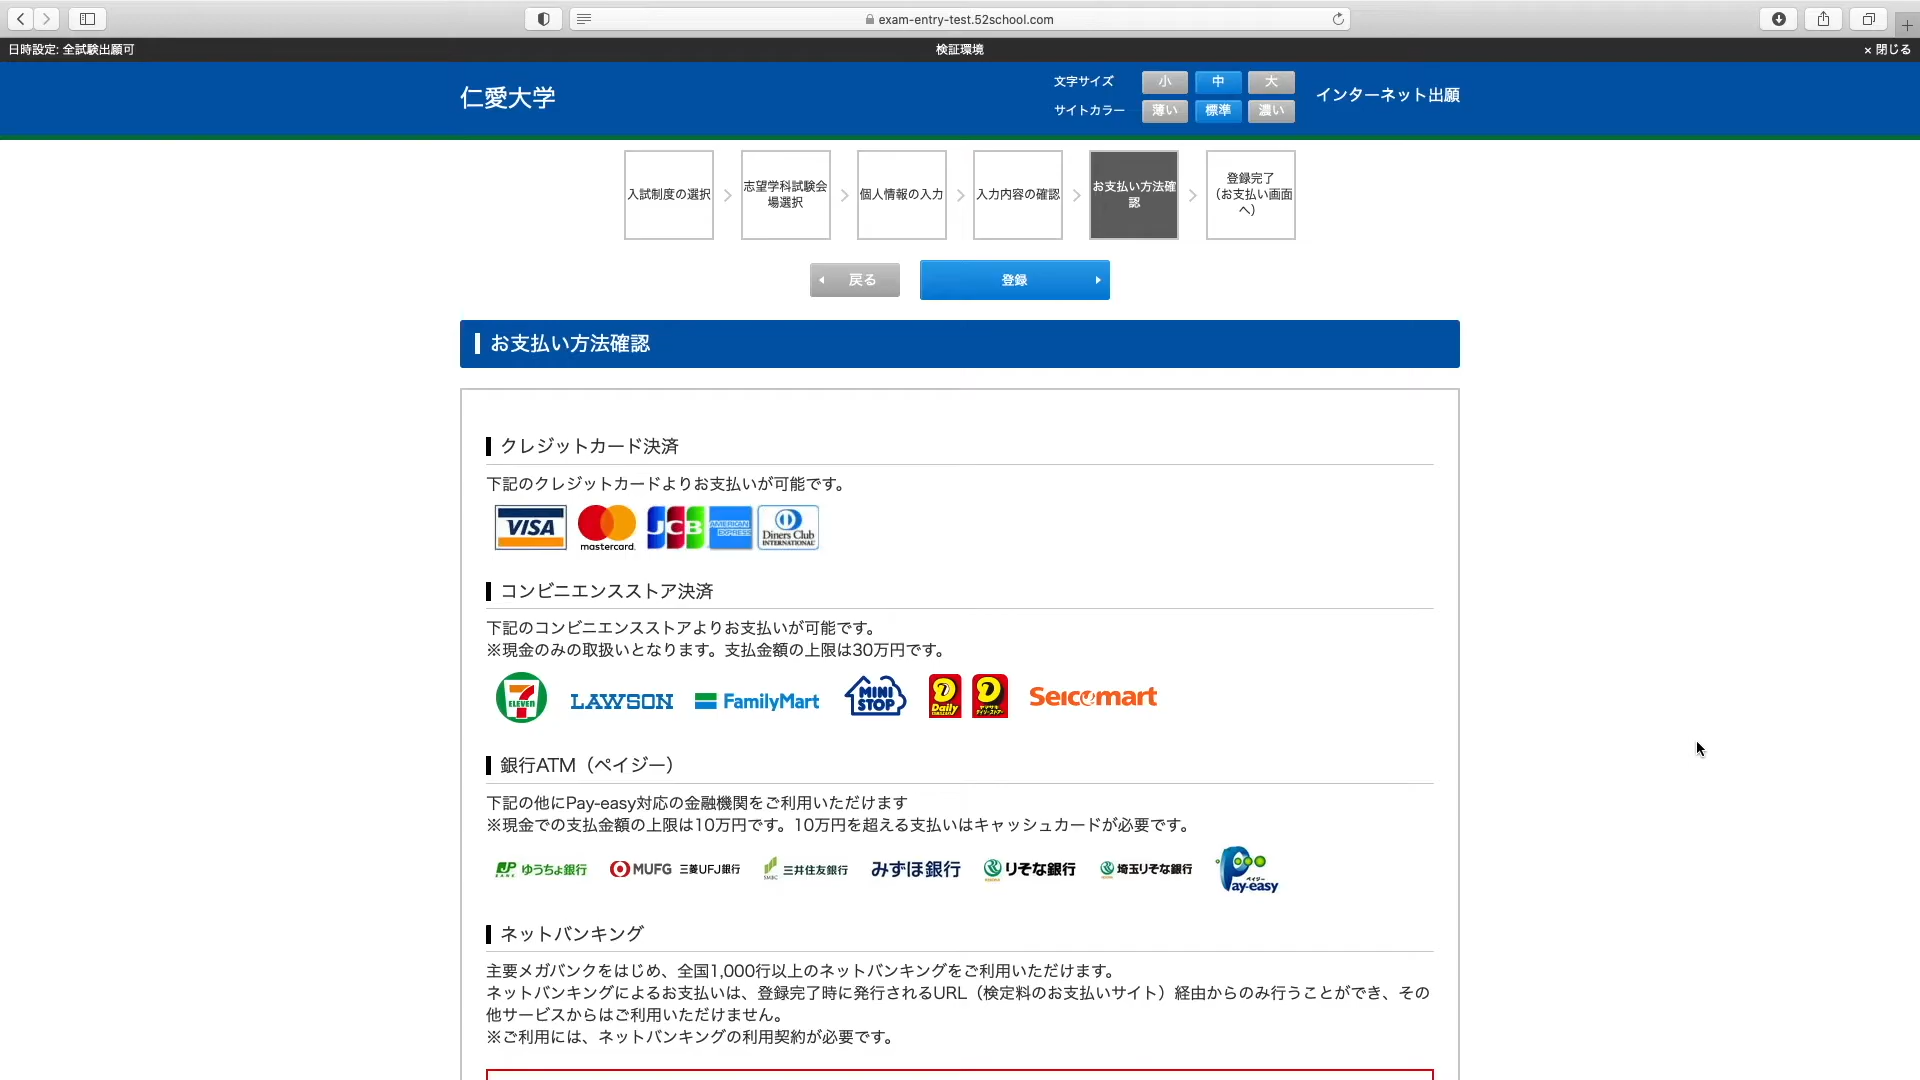 exam-entry-test.52school.com
日時設定: 全試験出願可
検証環境
× 閉じる
仁愛大学
文字サイズ
小
中
大
サイトカラー
薄い
標準
濃い
インターネット出願
入試制度の選択
志望学科試験会
場選択
個人情報の入力
入力内容の確認
お支払い方法確
認
登録完了
（お支払い画面
へ）
戻る
登録
お支払い方法確認
クレジットカード決済
下記のクレジットカードよりお支払いが可能です。
VISA
mastercard.
JCB
AMERICAN
EXPRESS
Diners Club
INTERNATIONAL
コンビニエンスストア決済
下記のコンビニエンスストアよりお支払いが可能です。
※現金のみの取扱いとなります。支払金額の上限は30万円です。
7
ELEVEN
LAWSON
FamilyMart
MINI
STOP
Daily
Seicomart
銀行ATM（ペイジー）
下記の他にPay-easy対応の金融機関をご利用いただけます
※現金での支払金額の上限は10万円です。10万円を超える支払いはキャッシュカードが必要です。
ゆうちょ銀行
MUFG 三菱UFJ銀行
三井住友銀行
みずほ銀行
りそな銀行
埼玉りそな銀行
ペイジー
Pay-easy
ネットバンキング
主要メガバンクをはじめ、全国1,000行以上のネットバンキングをご利用いただけます。
ネットバンキングによるお支払いは、登録完了時に発行されるURL（検定料のお支払いサイト）経由からのみ行うことができ、その
他サービスからはご利用いただけません。
※ご利用には、ネットバンキングの利用契約が必要です。